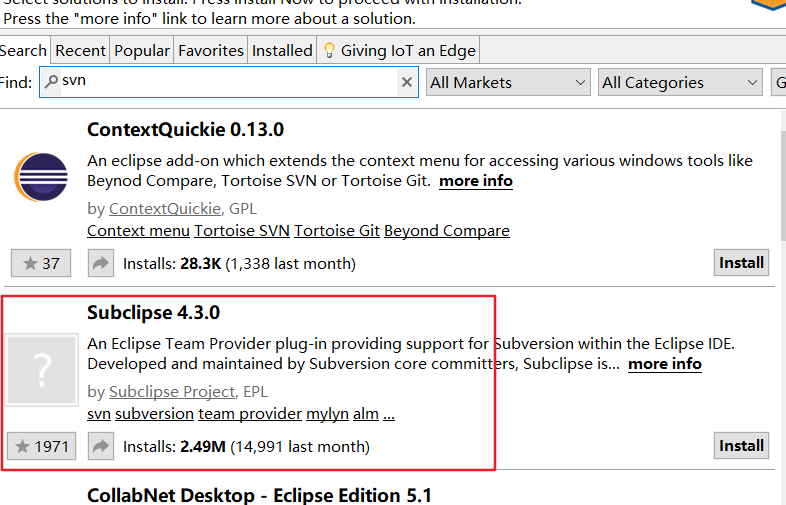 Press the "more info" link to learn more about a solution.
Search Recent Popular Favorites Installed Giving IoT an Edge
Find: svn All Markets All Categories
ContextQuickie 0.13.0
An eclipse add-on which extends the context menu for accessing various windows tools like
Beynod Compare, Tortoise SVN or Tortoise Git. more info
by ContextQuickie, GPL
Context menu Tortoise SVN Tortoise Git Beyond Compare
37 Installs: 28.3K (1,338 last month) Install
Subclipse 4.3.0
An Eclipse Team Provider plug-in providing support for Subversion within the Eclipse IDE.
Developed and maintained by Subversion core committers, Subclipse is... more info
by Subclipse Project, EPL
svn subversion team provider mylyn alm ...
1971 Installs: 2.49M (14,991 last month) Install
CollabNet Desktop - Eclipse Edition 5.1